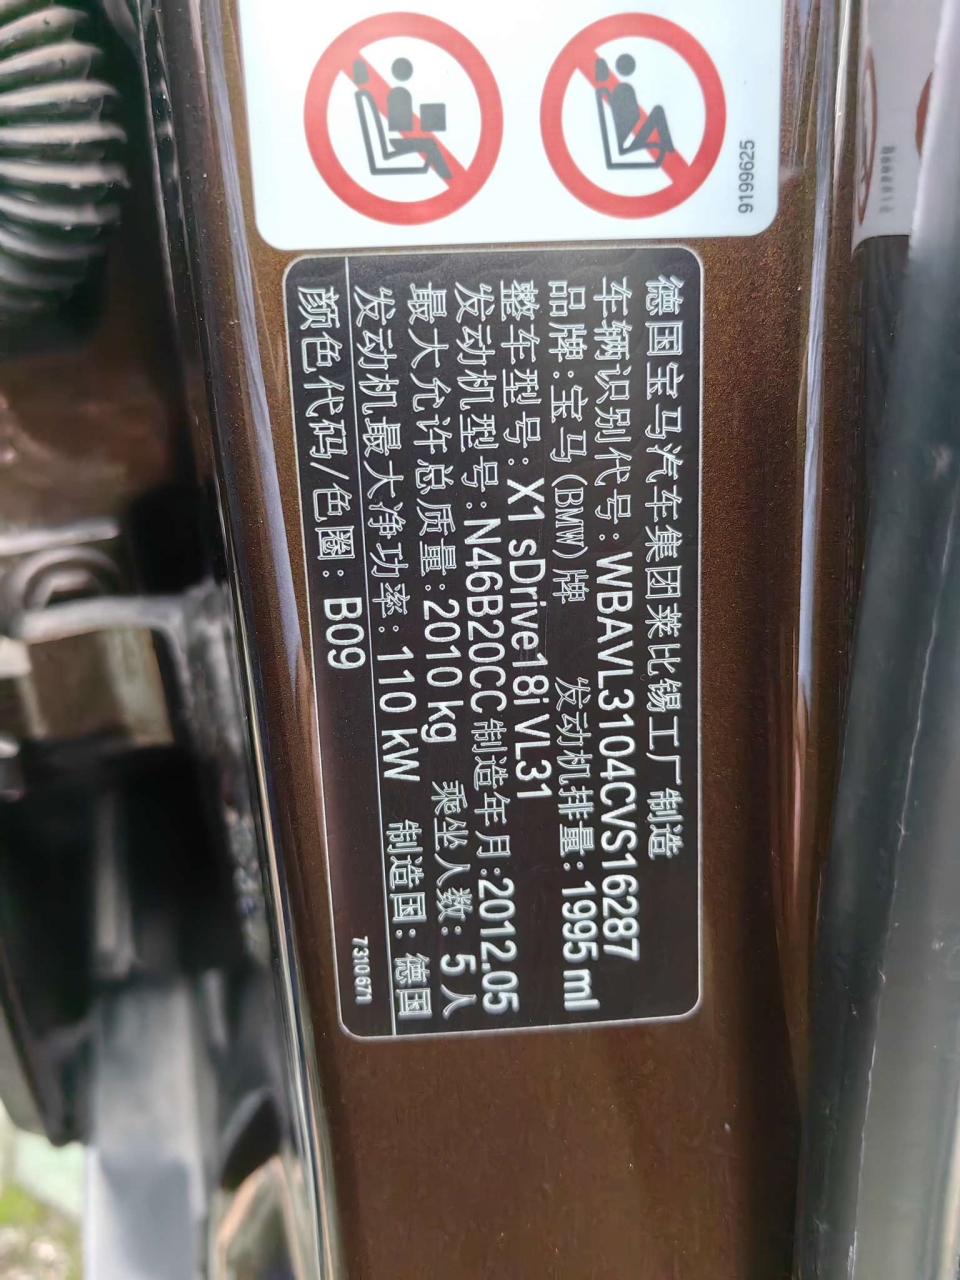 9199625
德国宝马汽车集团莱比锡工厂 制造
车辆识别代号:WBAVL3104CVS16287
品牌:宝马(BMW)牌 发动机排量:1995 ml
整车型号:X1 sDrive18i VL31
发动机型号:N46B20CC 制造年月:2012.05
最大允许总质量:2010 kg 乘坐人数:5人
发动机最大净功率:110 kW 制造国:德国
颜色代码/色圈:B09
7310671